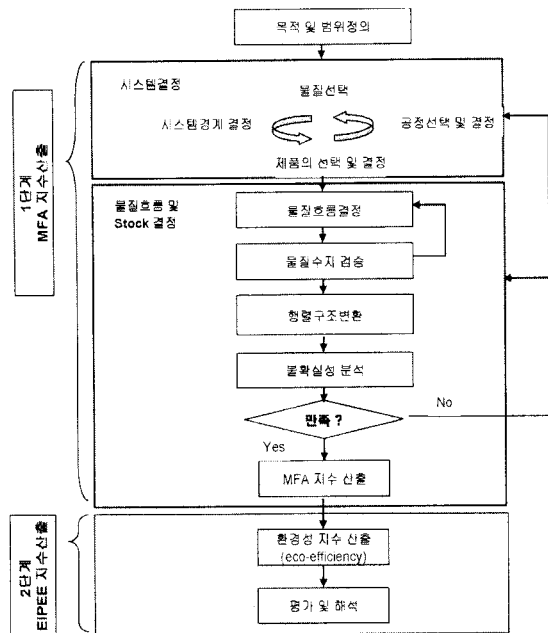 목적 및 범위정의
시스템결정
물질선택
시스템경계 결정
공정선택 및 결정
제품의 선택 및 결정
1단계
MFA 지수산출
물질흐름 및
Stock 결정
물질흐름결정
물질수지 검증
행렬구조변환
불확실성 분석
만족 ?
No
Yes
MFA 지수 산출
2단계
EIPEE 지수산출
환경성 지수 산출
(eco-efficiency)
평가 및 해석